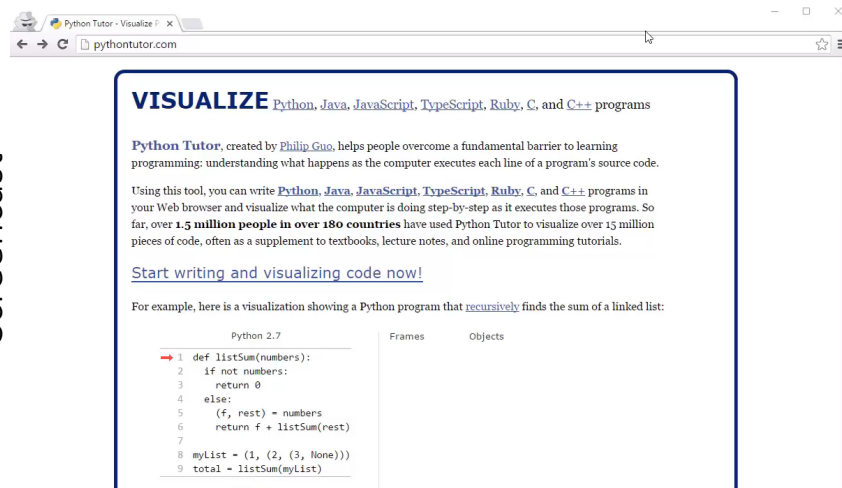 Python Tutor - Visualize P
pythontutor.com
VISUALIZE Python, Java, JavaScript, TypeScript, Ruby, C, and C++ programs
Python Tutor, created by Philip Guo, helps people overcome a fundamental barrier to learning
programming: understanding what happens as the computer executes each line of a program's source code.
Using this tool, you can write Python, Java, JavaScript, TypeScript, Ruby, C, and C++ programs in
your Web browser and visualize what the computer is doing step-by-step as it executes those programs. So
far, over 1.5 million people in over 180 countries have used Python Tutor to visualize over 15 million
pieces of code, often as a supplement to textbooks, lecture notes, and online programming tutorials.
Start writing and visualizing code now!
For example, here is a visualization showing a Python program that recursively finds the sum of a linked list:
Python 2.7
Frames Objects
1 def listSum(numbers):
2 if not numbers:
3 return 0
4 else:
5 (f, rest) = numbers
6 return f + listSum(rest)
7
8 myList = (1, (2, (3, None)))
9 total = listSum(myList)